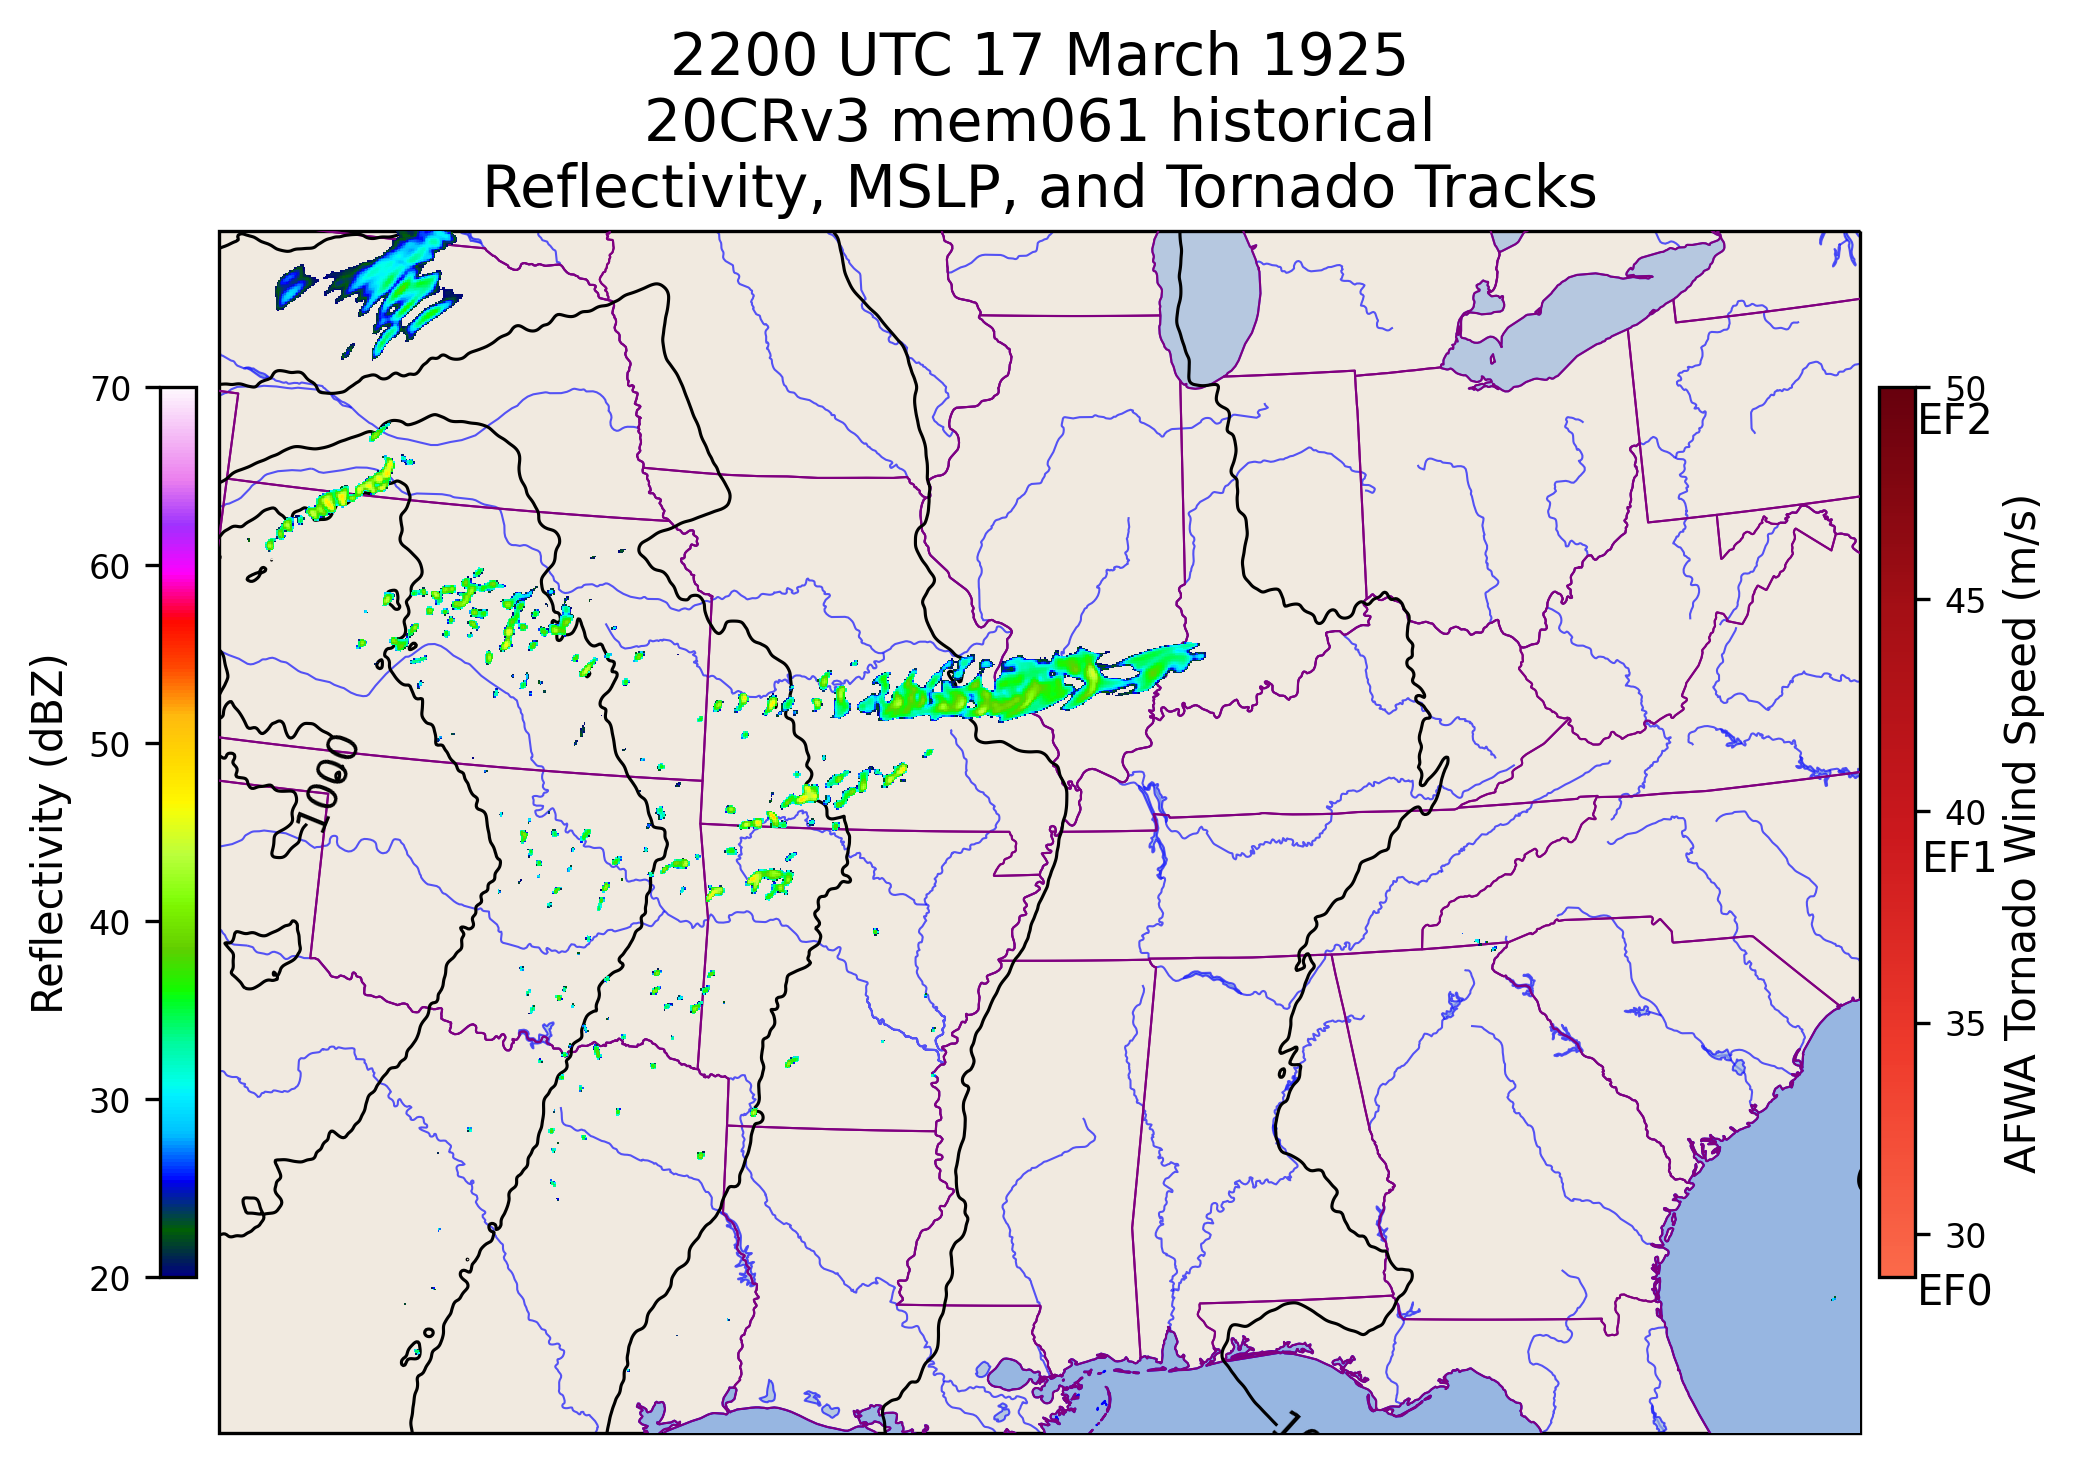 2200 UTC 17 March 1925
20CRv3 mem061 historical
Reflectivity, MSLP, and Tornado Tracks
70
60
50
40
30
20
Reflectivity (dBZ)
1000
50
EF2
45
40
EF1
35
30
EF0
AFWA Tornado Wind Speed (m/s)